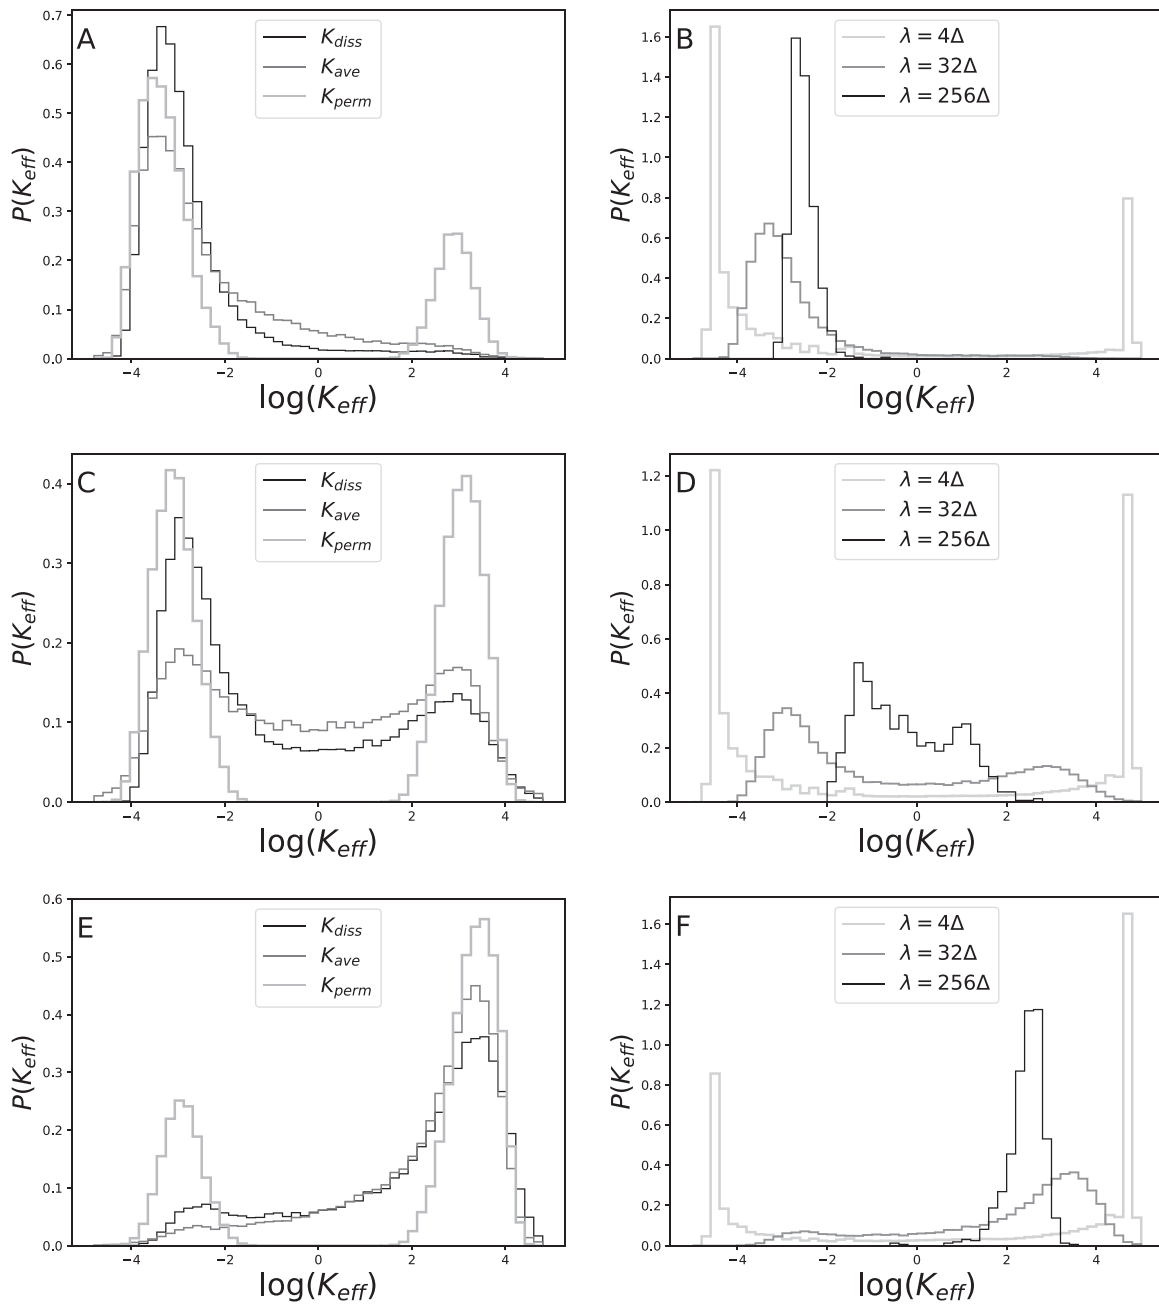 A
K_diss
K_ave
K_perm
P(K_eff)
0.7
0.6
0.5
0.4
0.3
0.2
0.1
0.0
−4 −2 0 2 4
log(K_eff)
B
λ = 4Δ
λ = 32Δ
λ = 256Δ
P(K_eff)
1.6
1.4
1.2
1.0
0.8
0.6
0.4
0.2
0.0
−4 −2 0 2 4
log(K_eff)
C
K_diss
K_ave
K_perm
P(K_eff)
0.4
0.3
0.2
0.1
0.0
−4 −2 0 2 4
log(K_eff)
D
λ = 4Δ
λ = 32Δ
λ = 256Δ
P(K_eff)
1.2
1.0
0.8
0.6
0.4
0.2
0.0
−4 −2 0 2 4
log(K_eff)
E
K_diss
K_ave
K_perm
P(K_eff)
0.6
0.5
0.4
0.3
0.2
0.1
0.0
−4 −2 0 2 4
log(K_eff)
F
λ = 4Δ
λ = 32Δ
λ = 256Δ
P(K_eff)
1.6
1.4
1.2
1.0
0.8
0.6
0.4
0.2
0.0
−4 −2 0 2 4
log(K_eff)